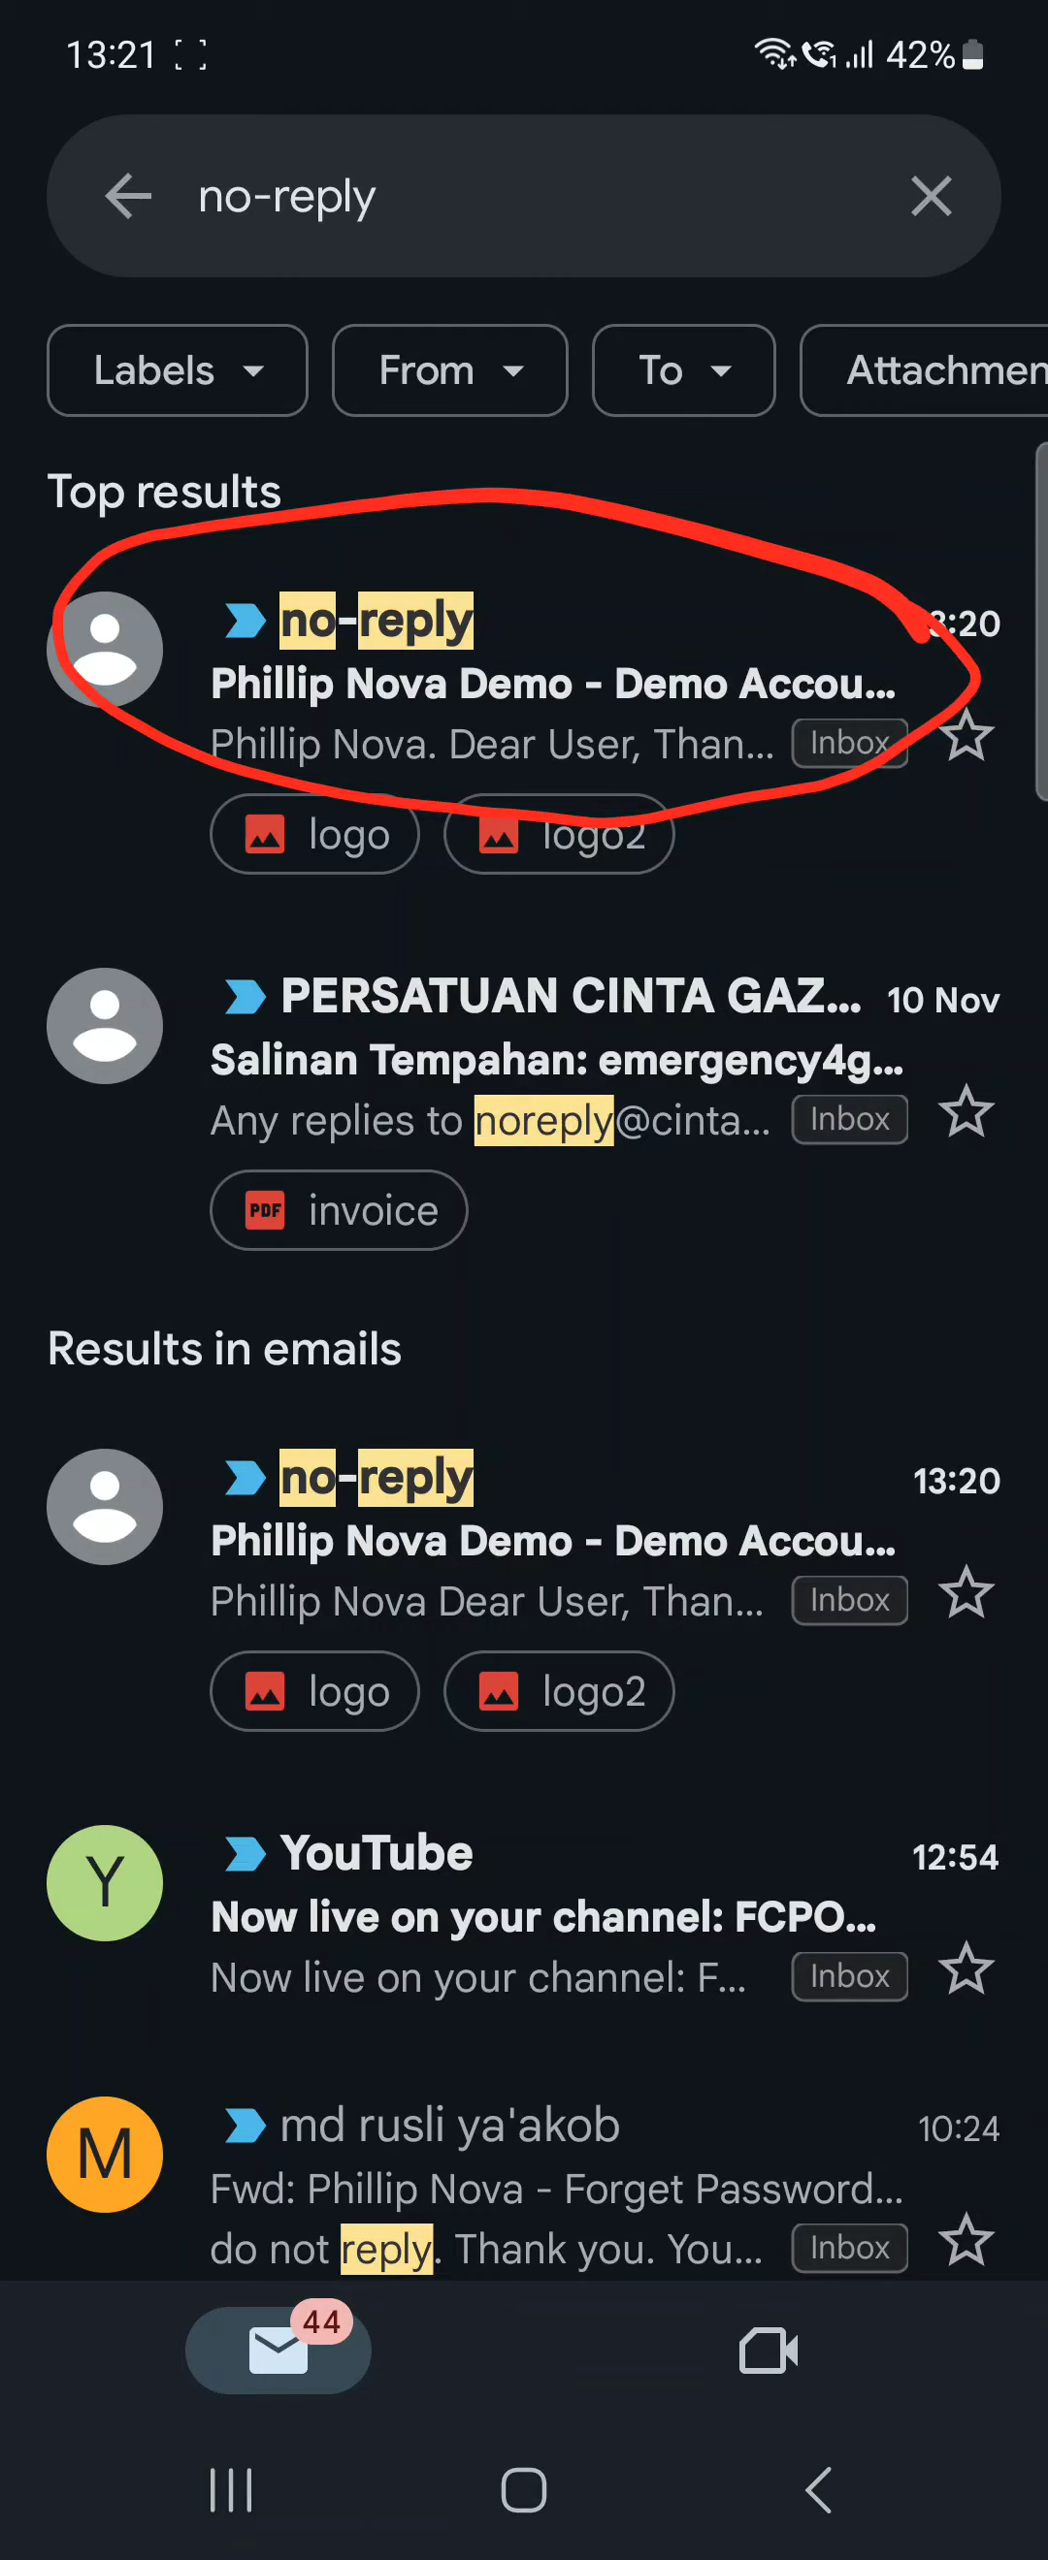 13:21
42%
no-reply
Labels
From
To
Attachmen
Top results
no-reply
3:20
Phillip Nova Demo - Demo Accou...
Phillip Nova. Dear User, Than...
Inbox
logo
logo2
PERSATUAN CINTA GAZ...
10 Nov
Salinan Tempahan: emergency4g...
Any replies to noreply@cinta...
Inbox
PDF
invoice
Results in emails
no-reply
13:20
Phillip Nova Demo - Demo Accou...
Phillip Nova Dear User, Than...
Inbox
logo
logo2
Y
YouTube
12:54
Now live on your channel: FCPO...
Now live on your channel: F...
Inbox
M
md rusli ya'akob
10:24
Fwd: Phillip Nova - Forget Password...
do not reply. Thank you. You...
Inbox
44